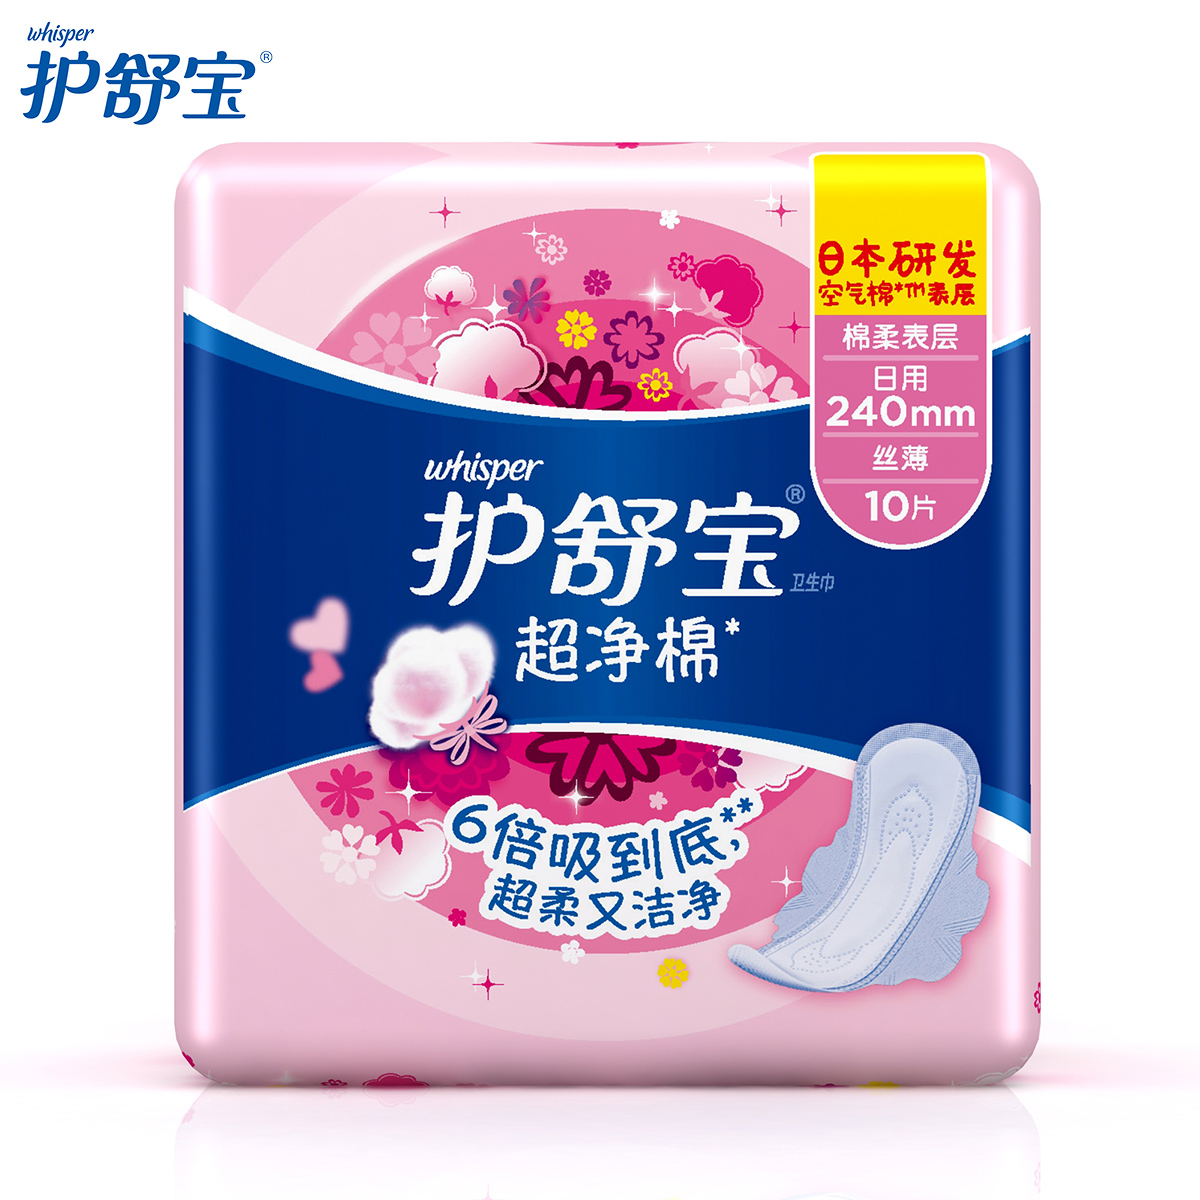 whisper
护舒宝®
日本研发
空气棉*™表层
棉柔表层
日用
240mm
丝薄
10片
whisper
护舒宝®
卫生巾
超净棉*
6倍吸到底,**
超柔又洁净